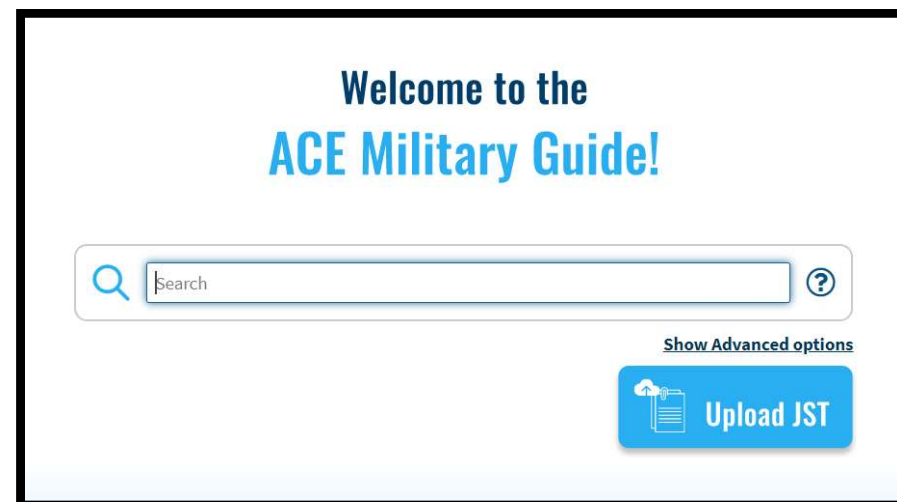 Welcome to the
ACE Military Guide!
Search
?
Show Advanced options
Upload JST